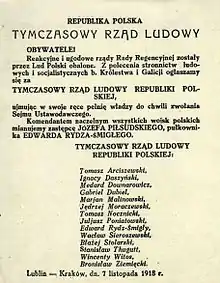 REPUBLIKA POLSKA
TYMCZASOWY RZĄD LUDOWY
OBYWATELE!
Reakcyjne i ugodowe rządy Rady Regencyjnej zostały
przez Lud Polski obalone. Z polecenia stronnictw ludo-
wych i socjalistycznych b. Królestwa i Galicji ogłaszamy
się za
TYMCZASOWY RZĄD LUDOWY REPUBLIKI POL-
SKIEJ,
ujmując w swoje ręce pełnię władzy do chwili zwołania
Sejmu Ustawodawczego.
Komendantem naczelnym wszystkich wojsk polskich
mianujemy zastępcę JÓZEFA PIŁSUDSKIEGO, pułkowni-
ka EDWARDA RYDZA-ŚMIGŁEGO.
TYMCZASOWY RZĄD LUDOWY
REPUBLIKI POLSKIEJ:
Tomasz Arciszewski,
Ignacy Daszyński,
Medard Downarowicz,
Gabriel Dubiel,
Marjan Malinowski,
Jędrzej Moraczewski,
Tomasz Nocznicki,
Juljusz Poniatowski,
Edward Rydz-Śmigły,
Wacław Sieroszewski,
Błażej Stolarski,
Stanisław Thugutt,
Wincenty Witos,
Bronisław Ziemięcki.
Lublin — Kraków, dn. 7 listopada 1918 r.